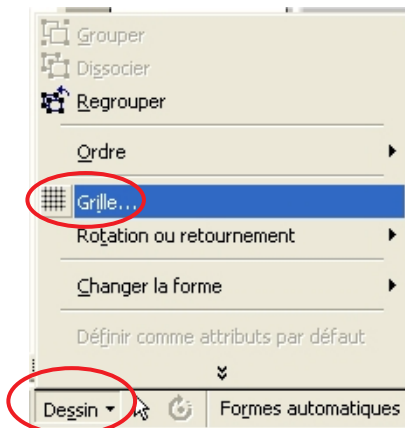 Grouper
Dissocier
Regrouper
Ordre
Grille...
Rotation ou retournement
Changer la forme
Définir comme attributs par défaut
Dessin Formes automatiques